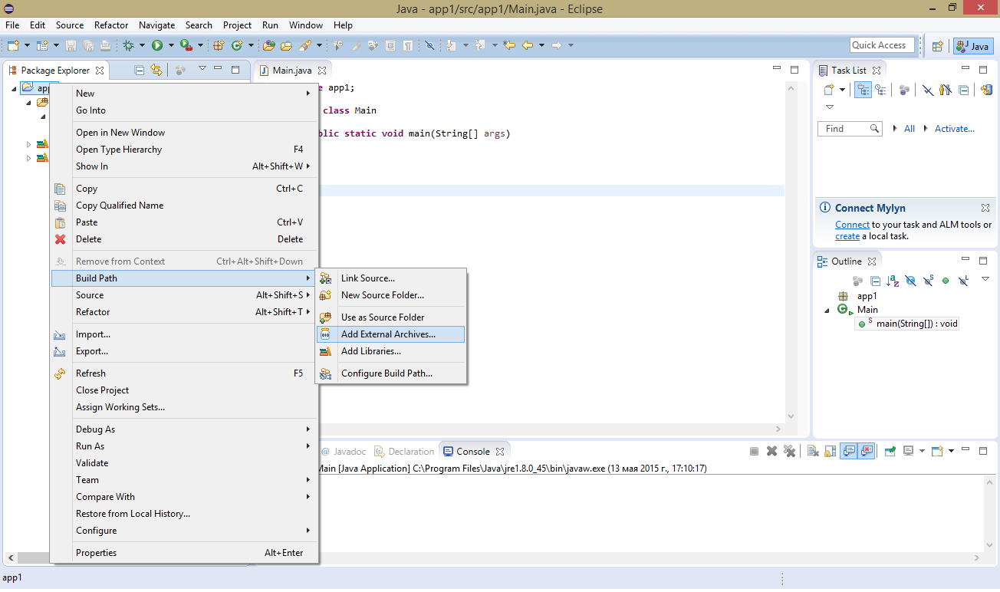 Java - app1/src/app1/Main.java - Eclipse
File Edit Source Refactor Navigate Search Project Run Window Help
Quick Access Java
Package Explorer
app
New
Go Into
Open in New Window
Open Type Hierarchy F4
Show In Alt+Shift+W
Copy Ctrl+C
Copy Qualified Name
Paste Ctrl+V
Delete Delete
Remove from Context Ctrl+Alt+Shift+Down
Build Path
Source Alt+Shift+S
Refactor Alt+Shift+T
Import...
Export...
Refresh F5
Close Project
Assign Working Sets...
Debug As
Run As
Validate
Team
Compare With
Restore from Local History...
Configure
Properties Alt+Enter
Link Source...
New Source Folder...
Use as Source Folder
Add External Archives...
Add Libraries...
Configure Build Path...
Main.java
e app1;
class Main
blic static void main(String[] args)
Task List
Find All Activate...
Connect Mylyn
Connect to your task and ALM tools or
create a local task.
Outline
app1
Main
main(String[]) : void
@ Javadoc Declaration Console
Main [Java Application] C:\Program Files\Java\jre1.8.0_45\bin\javaw.exe (13 мая 2015 г., 17:10:17)
app1